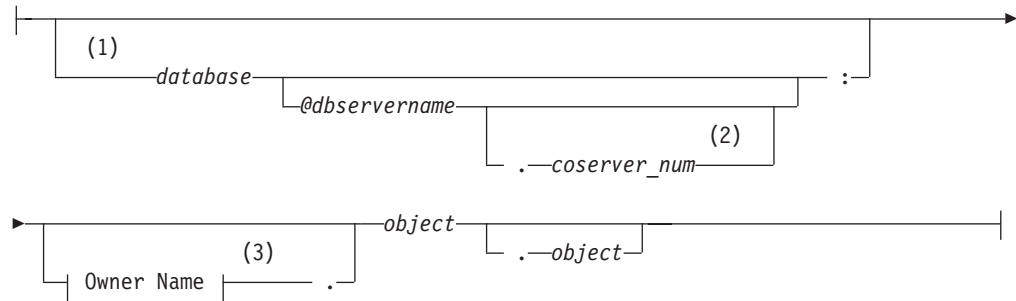 (1)
database :
@dbservername
(2)
. coserver_num
object
(3) . object
Owner Name .